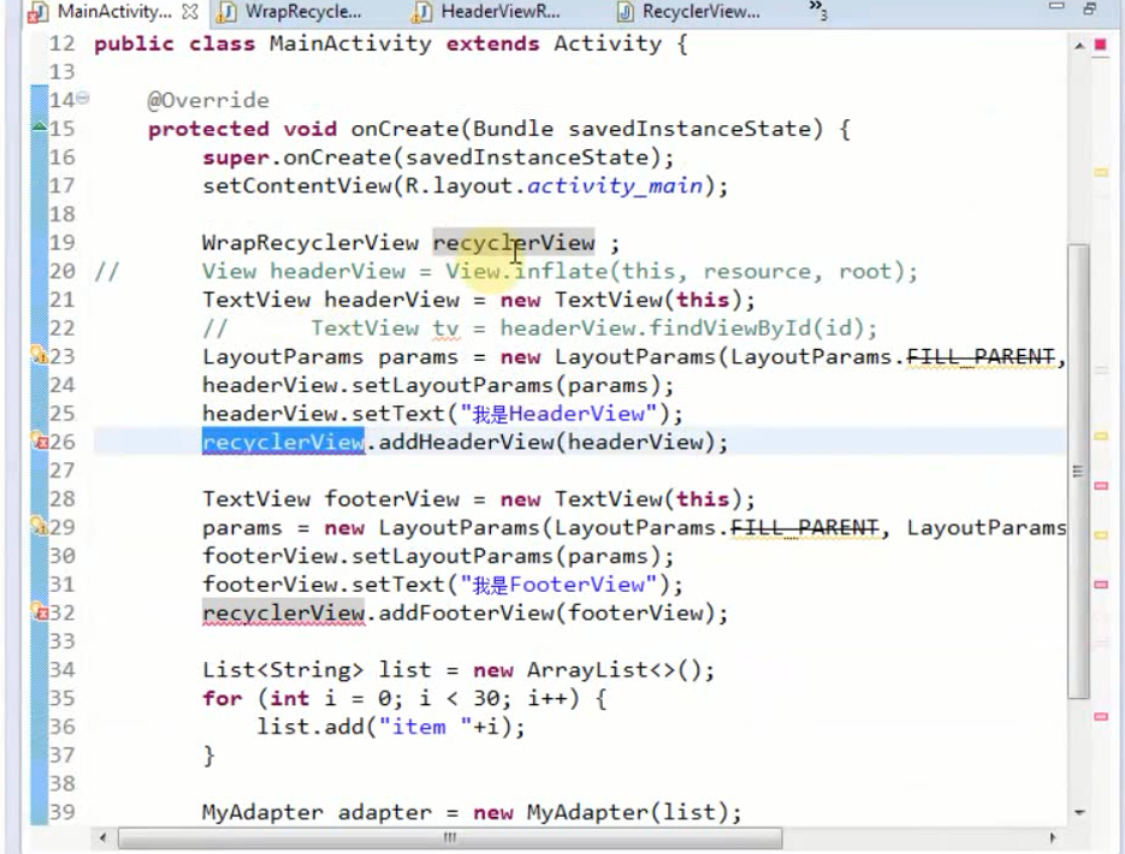 MainActivity... WrapRecycle... HeaderViewR... RecyclerView... »3
12 public class MainActivity extends Activity {
13
14 @Override
15 protected void onCreate(Bundle savedInstanceState) {
16 super.onCreate(savedInstanceState);
17 setContentView(R.layout.activity_main);
18
19 WrapRecyclerView recyclerView ;
20 // View headerView = View.inflate(this, resource, root);
21 TextView headerView = new TextView(this);
22 // TextView tv = headerView.findViewById(id);
23 LayoutParams params = new LayoutParams(LayoutParams.FILL_PARENT,
24 headerView.setLayoutParams(params);
25 headerView.setText("我是HeaderView");
26 recyclerView.addHeaderView(headerView);
27
28 TextView footerView = new TextView(this);
29 params = new LayoutParams(LayoutParams.FILL_PARENT, LayoutParams
30 footerView.setLayoutParams(params);
31 footerView.setText("我是FooterView");
32 recyclerView.addFooterView(footerView);
33
34 List<String> list = new ArrayList<>();
35 for (int i = 0; i < 30; i++) {
36 list.add("item "+i);
37 }
38
39 MyAdapter adapter = new MyAdapter(list);